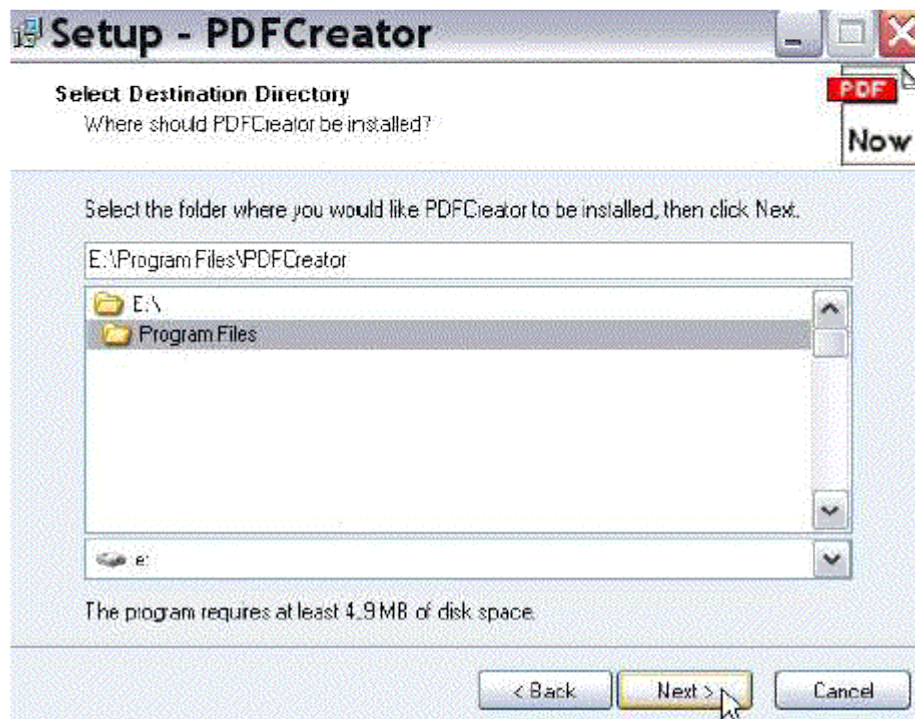 Setup - PDFCreator
Select Destination Directory
Where should PDFCreator be installed?
PDF
Now
Select the folder where you would like PDFCreator to be installed, then click Next.
E:\Program Files\PDFCreator
E:\
Program Files
e:
The program requires at least 4.9 MB of disk space.
< Back
Next >
Cancel